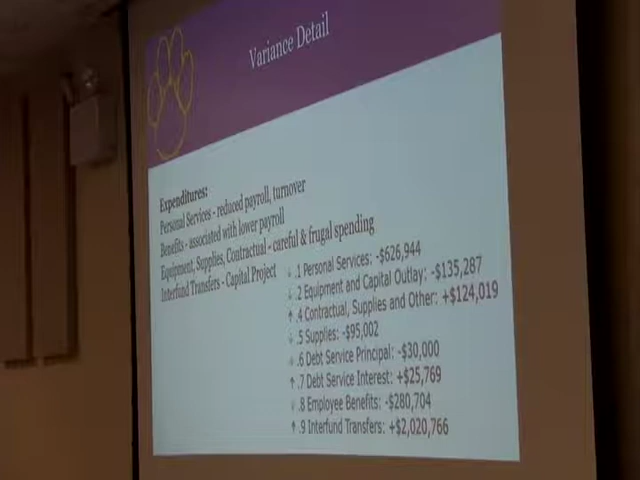 Variance Detail
Expenditures:
Personal Services - reduced payroll, turnover
Benefits - associated with lower payroll
Equipment, Supplies, Contractual - careful & frugal spending
Interfund Transfers - Capital Project
↓ .1 Personal Services: -$626,944
↓ .2 Equipment and Capital Outlay: -$135,287
↑ .4 Contractual, Supplies and Other: +$124,019
↓ .5 Supplies: -$95,002
↓ .6 Debt Service Principal: -$30,000
↑ .7 Debt Service Interest: +$25,769
↓ .8 Employee Benefits: -$280,704
↑ .9 Interfund Transfers: +$2,020,766